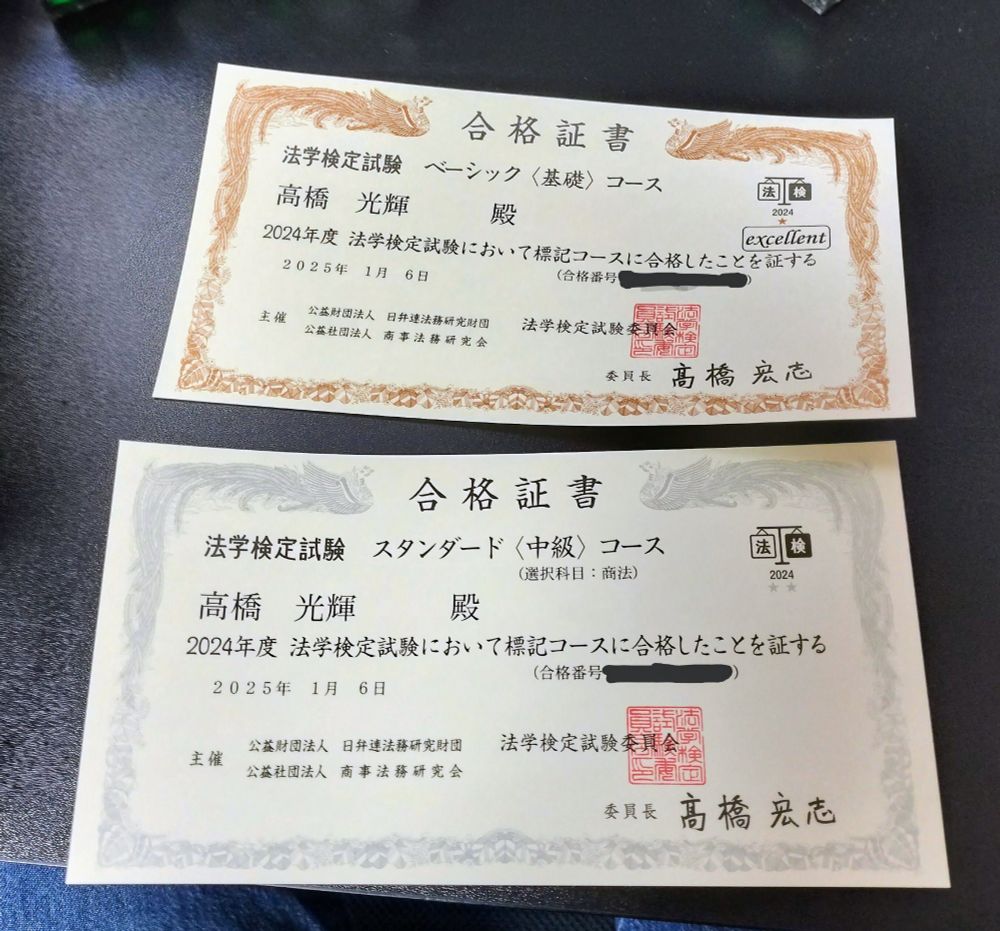 合格証書
法学検定試験 ベーシック〈基礎〉コース
高橋 光輝 殿
法 検
2024
excellent
2024年度 法学検定試験において標記コースに合格したことを証する
2025年 1月 6日
(合格番号 )
主催 公益財団法人 日弁連法務研究財団
公益社団法人 商事法務研究会
法学検定試験委員会
委員長 髙橋宏志
合格証書
法学検定試験 スタンダード〈中級〉コース
(選択科目:商法)
高橋 光輝 殿
法 検
2024
2024年度 法学検定試験において標記コースに合格したことを証する
(合格番号 )
2025年 1月 6日
主催 公益財団法人 日弁連法務研究財団
公益社団法人 商事法務研究会
法学検定試験委員会
委員長 髙橋宏志